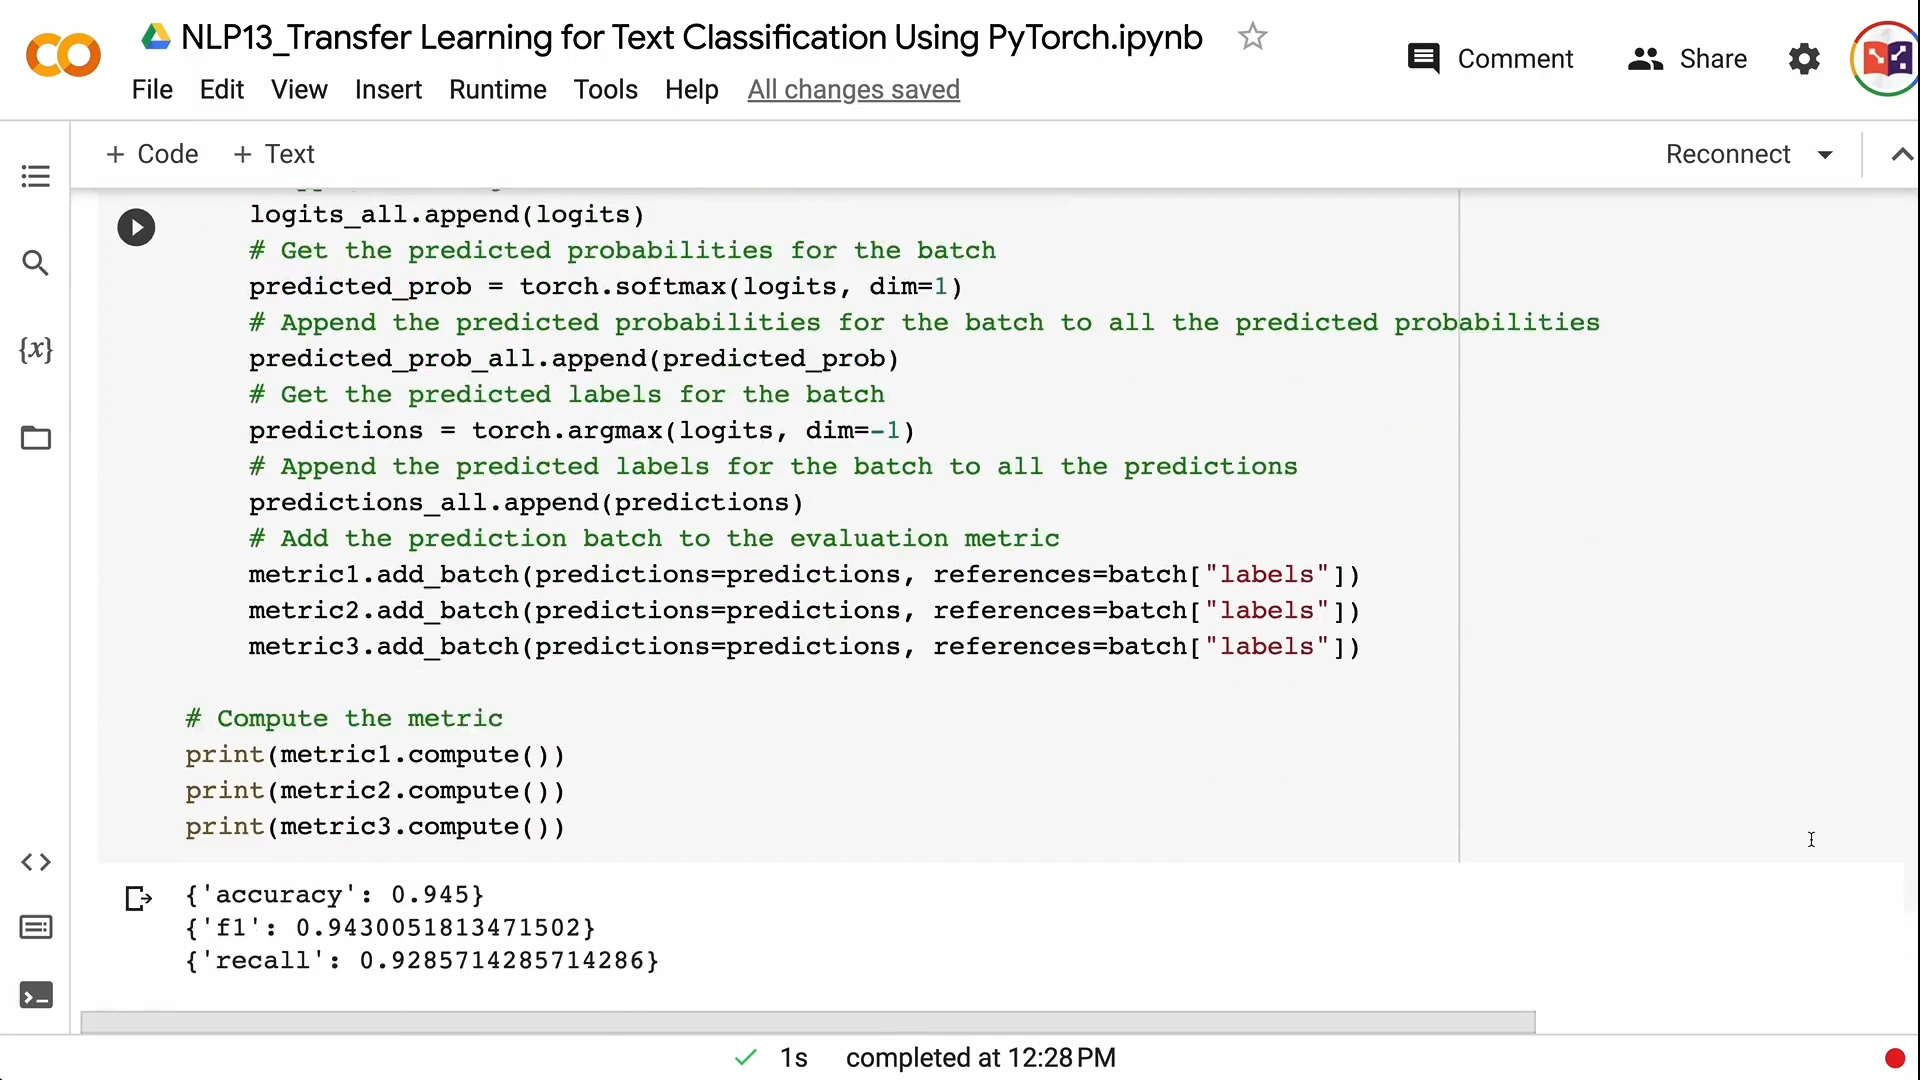 NLP13_Transfer Learning for Text Classification Using PyTorch.ipynb
Comment
Share
File Edit View Insert Runtime Tools Help All changes saved
+ Code + Text
Reconnect
{x}
logits_all.append(logits)
# Get the predicted probabilities for the batch
predicted_prob = torch.softmax(logits, dim=1)
# Append the predicted probabilities for the batch to all the predicted probabilities
predicted_prob_all.append(predicted_prob)
# Get the predicted labels for the batch
predictions = torch.argmax(logits, dim=-1)
# Append the predicted labels for the batch to all the predictions
predictions_all.append(predictions)
# Add the prediction batch to the evaluation metric
metric1.add_batch(predictions=predictions, references=batch["labels"])
metric2.add_batch(predictions=predictions, references=batch["labels"])
metric3.add_batch(predictions=predictions, references=batch["labels"])
# Compute the metric
print(metric1.compute())
print(metric2.compute())
print(metric3.compute())
{'accuracy': 0.945}
{'f1': 0.9430051813471502}
{'recall': 0.9285714285714286}
1s completed at 12:28 PM